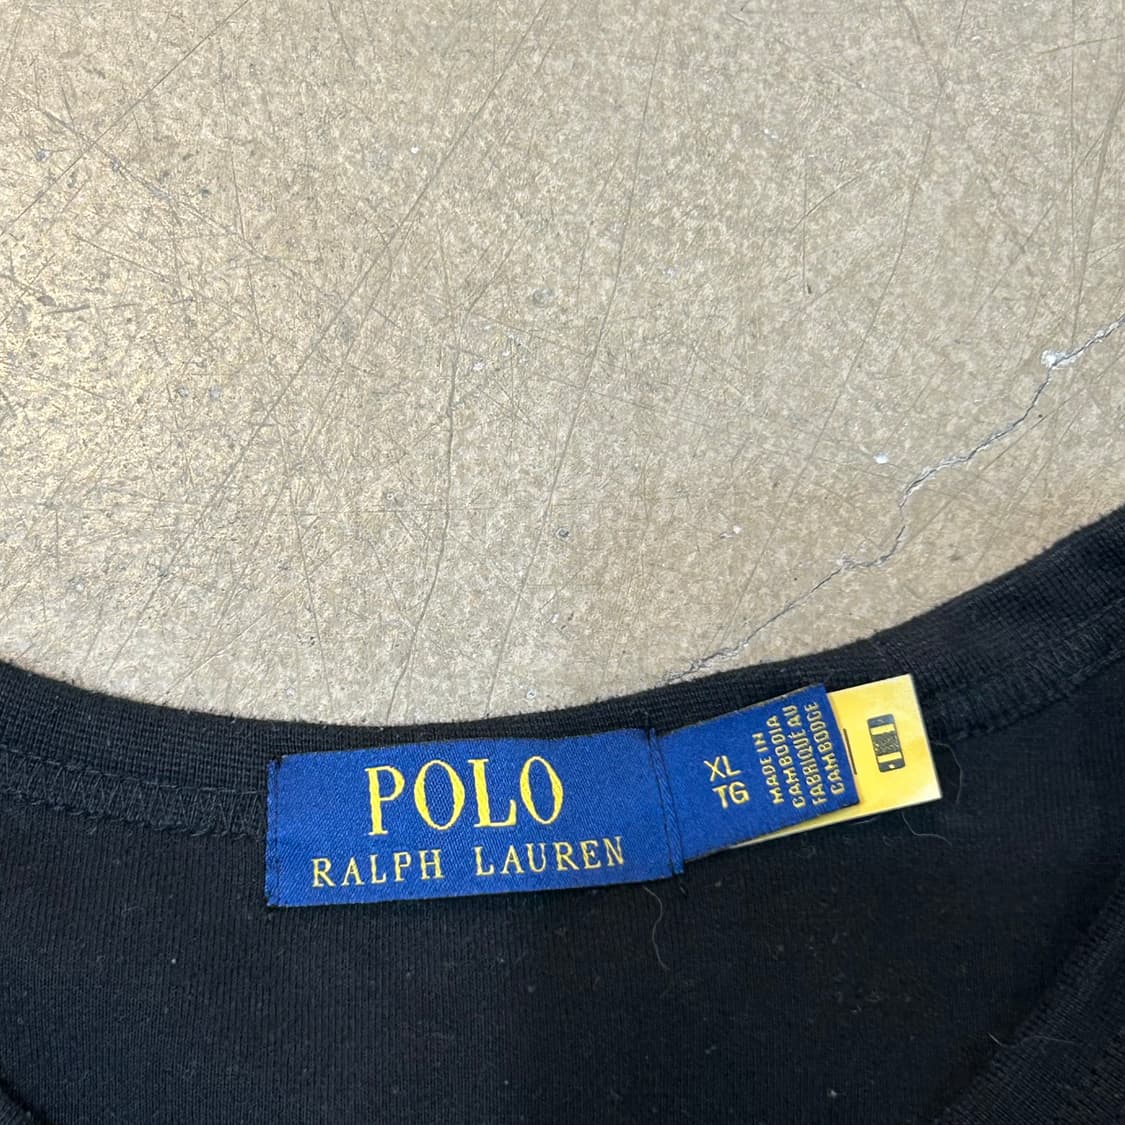 POLO
RALPH LAUREN
XL
TG
MADE IN
CAMBODIA
FABRIQUÉ AU
CAMBODGE